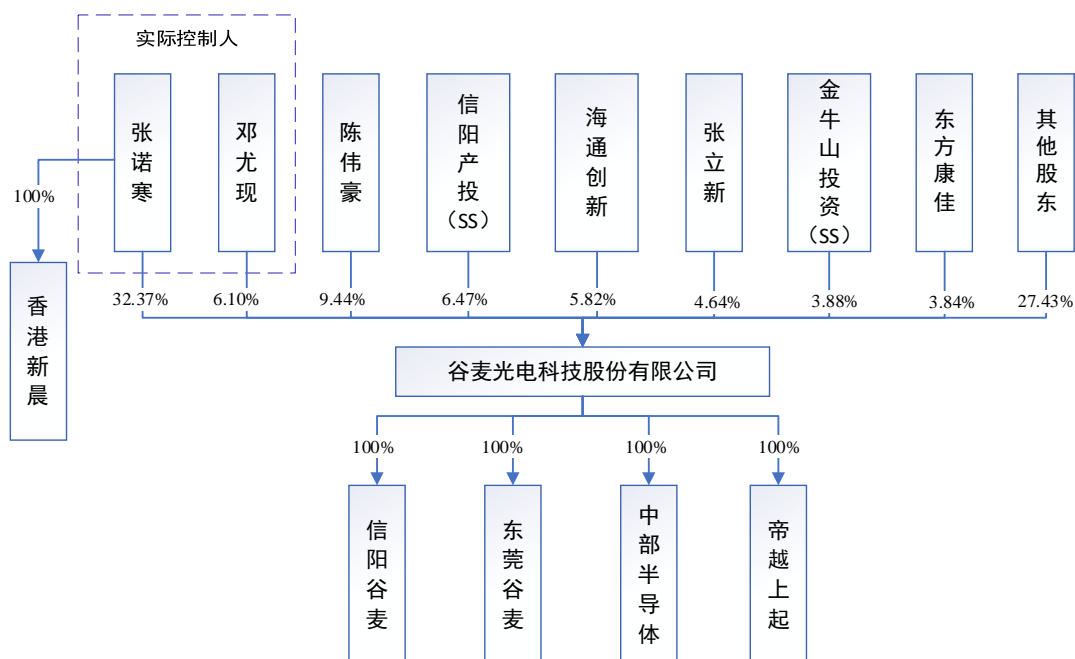 实际控制人
张诺寒
邓尤现
陈伟豪
信阳产投（SS）
海通创新
张立新
金牛山投资（SS）
东方康佳
其他股东
100%
香港新晨
32.37%
6.10%
9.44%
6.47%
5.82%
4.64%
3.88%
3.84%
27.43%
谷麦光电科技股份有限公司
100%
100%
100%
100%
信阳谷麦
东莞谷麦
中部半导体
帝越上起